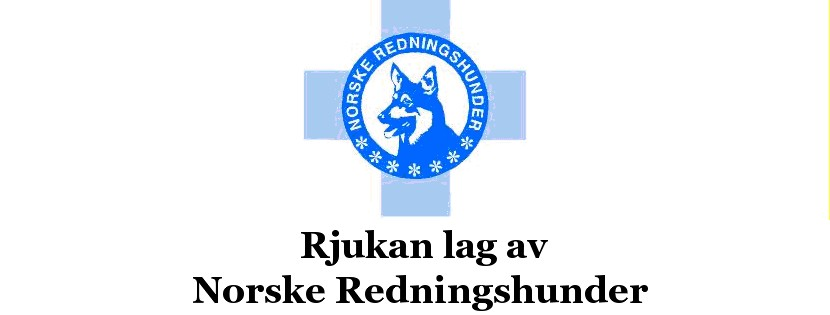 NORSKE REDNINGSHUNDER
Rjukan lag av
Norske Redningshunder